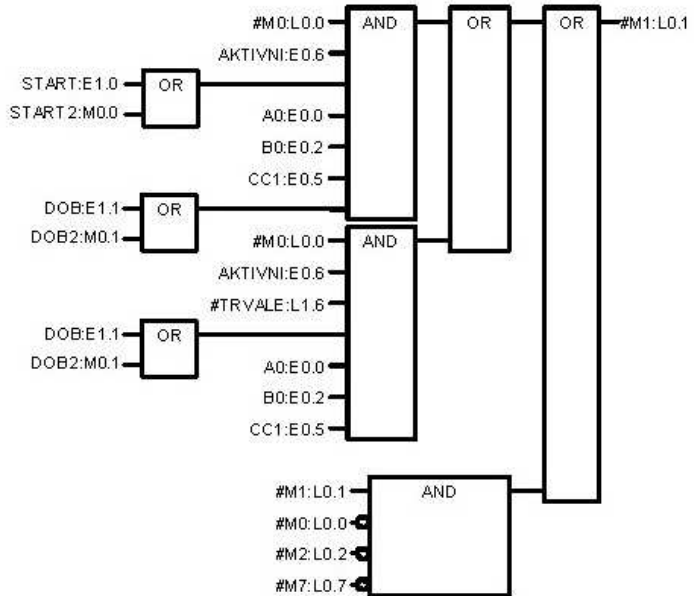 #M0:L0.0 AND OR OR #M1:L0.1
AKTIVNI:E0.6
START:E1.0 OR
START2:M0.0
A0:E0.0
B0:E0.2
CC1:E0.5
DOB:E1.1 OR
DOB2:M0.1
#M0:L0.0 AND
AKTIVNI:E0.6
#TRVALE:L1.6
DOB:E1.1 OR
DOB2:M0.1
A0:E0.0
B0:E0.2
CC1:E0.5
#M1:L0.1 AND
#M0:L0.0
#M2:L0.2
#M7:L0.7